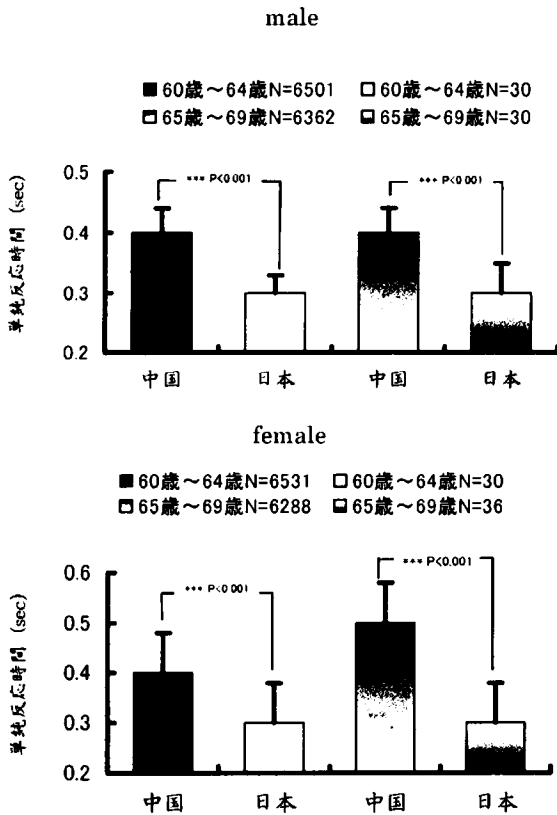 male
■ 60歳～64歳N=6501 □ 60歳～64歳N=30
65歳～69歳N=6362 65歳～69歳N=30
単純反応時間 (sec)
0.5
0.4
0.3
0.2
*** P<0.001
*** P<0.001
中国 日本 中国 日本
female
■ 60歳～64歳N=6531 □ 60歳～64歳N=30
65歳～69歳N=6288 65歳～69歳N=36
単純反応時間 (sec)
0.6
0.5
0.4
0.3
0.2
*** P<0.001
*** P<0.001
中国 日本 中国 日本